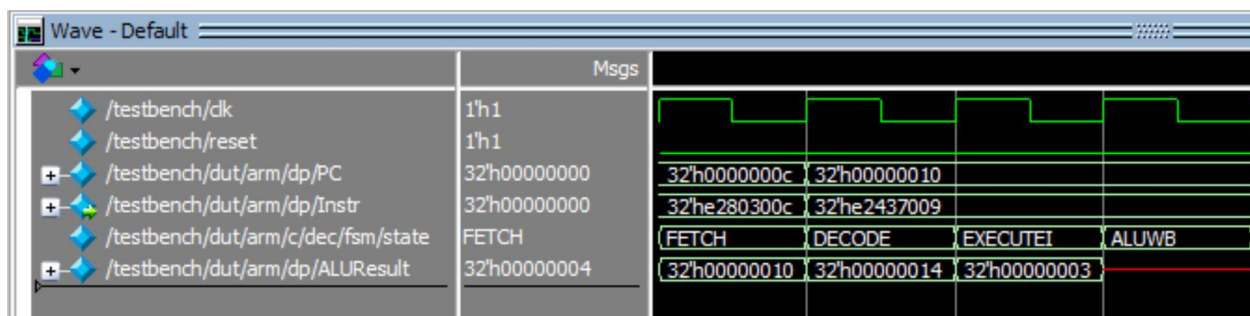 Wave - Default
Msgs
/testbench/clk 1'h1
/testbench/reset 1'h1
/testbench/dut/arm/dp/PC 32'h00000000 32'h0000000c 32'h00000010
/testbench/dut/arm/dp/Instr 32'h00000000 32'he280300c 32'he2437009
/testbench/dut/arm/c/dec/fsm/state FETCH FETCH DECODE EXECUTEI ALUWB
/testbench/dut/arm/dp/ALUResult 32'h00000004 32'h00000010 32'h00000014 32'h00000003